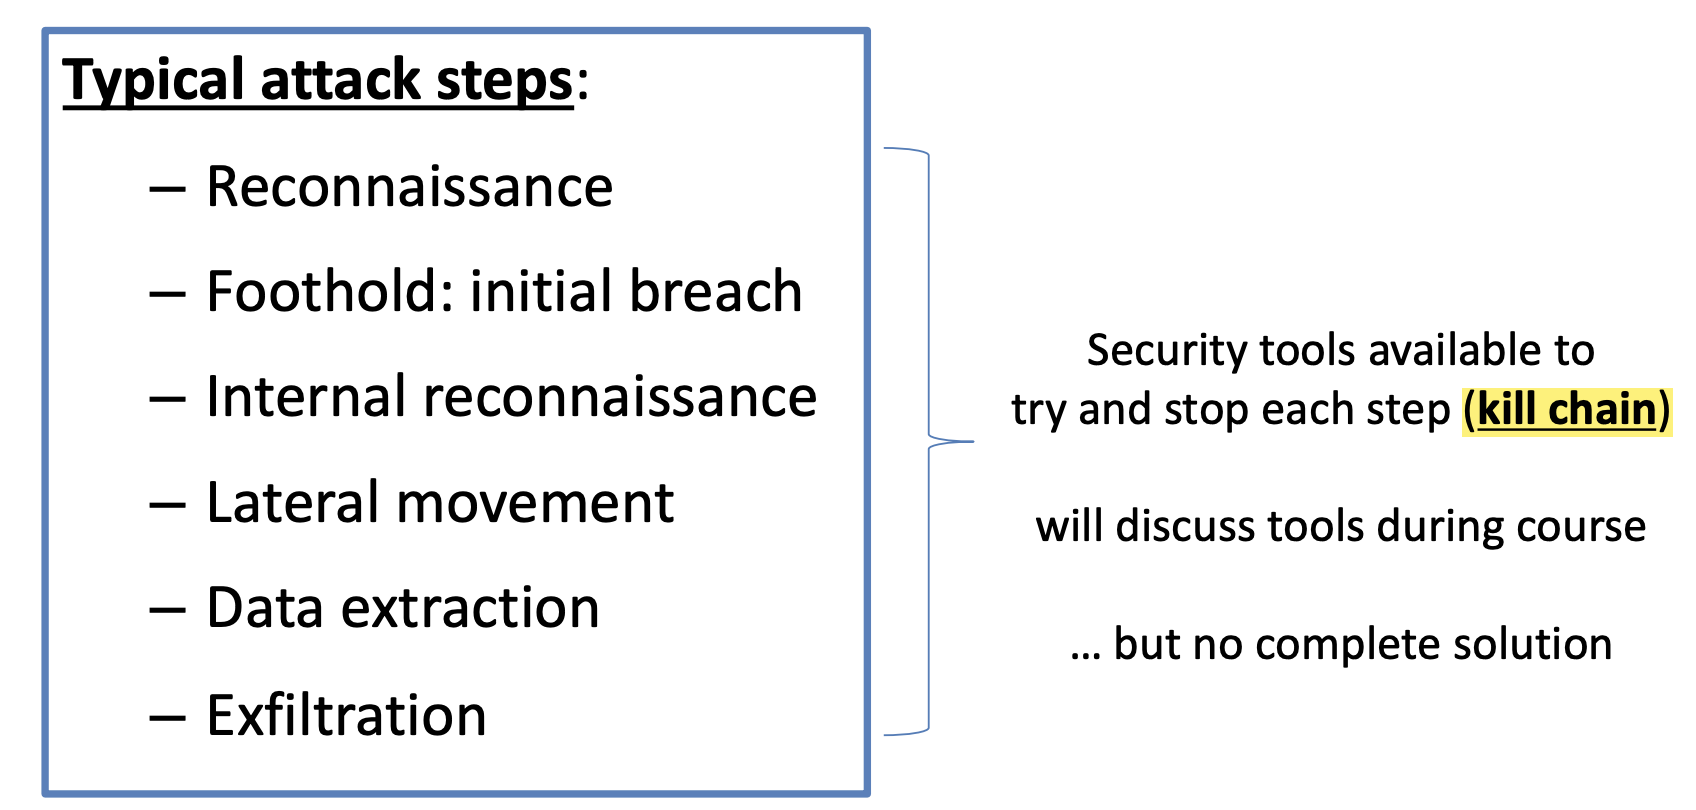 Typical attack steps:
– Reconnaissance
– Foothold: initial breach
– Internal reconnaissance
– Lateral movement
– Data extraction
– Exfiltration
Security tools available to
try and stop each step (kill chain)
will discuss tools during course
... but no complete solution